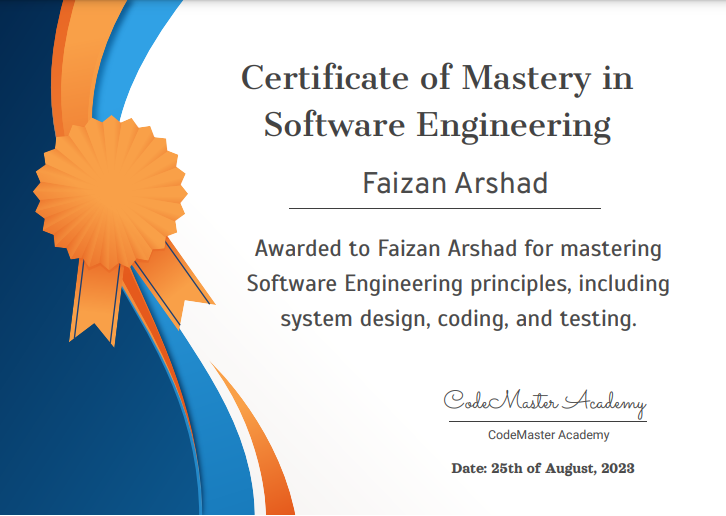 Certificate of Mastery in
Software Engineering
Faizan Arshad
Awarded to Faizan Arshad for mastering
Software Engineering principles, including
system design, coding, and testing.
CodeMaster Academy
CodeMaster Academy
Date: 25th of August, 2023